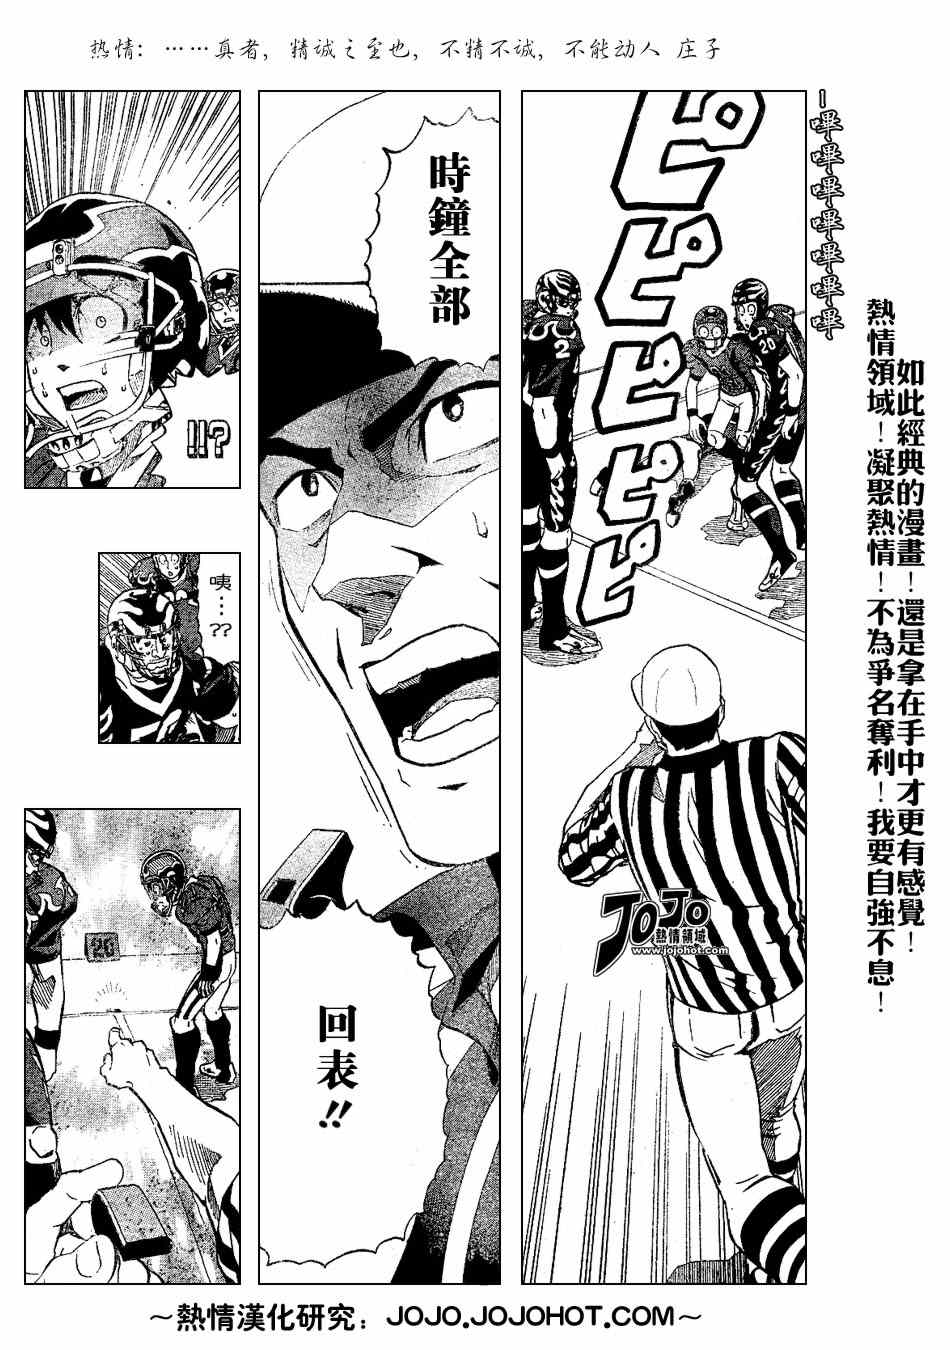 热情：……真者，精诚之至也，不精不诚，不能动人 庄子
－嗶嗶~嗶~嗶~嗶~嗶~嗶~
如此經典的漫畫！還是拿在手中才更有感覺！
熱情領域！凝聚熱情！不為爭名奪利！我要自強不息！
ピピピピピ
2
20
JOJO
熱情領域
www.jojohot.com
時鐘全部
回表!!
!!?
咦…??
26
～熱情漢化研究：JOJO.JOJOHOT.COM～